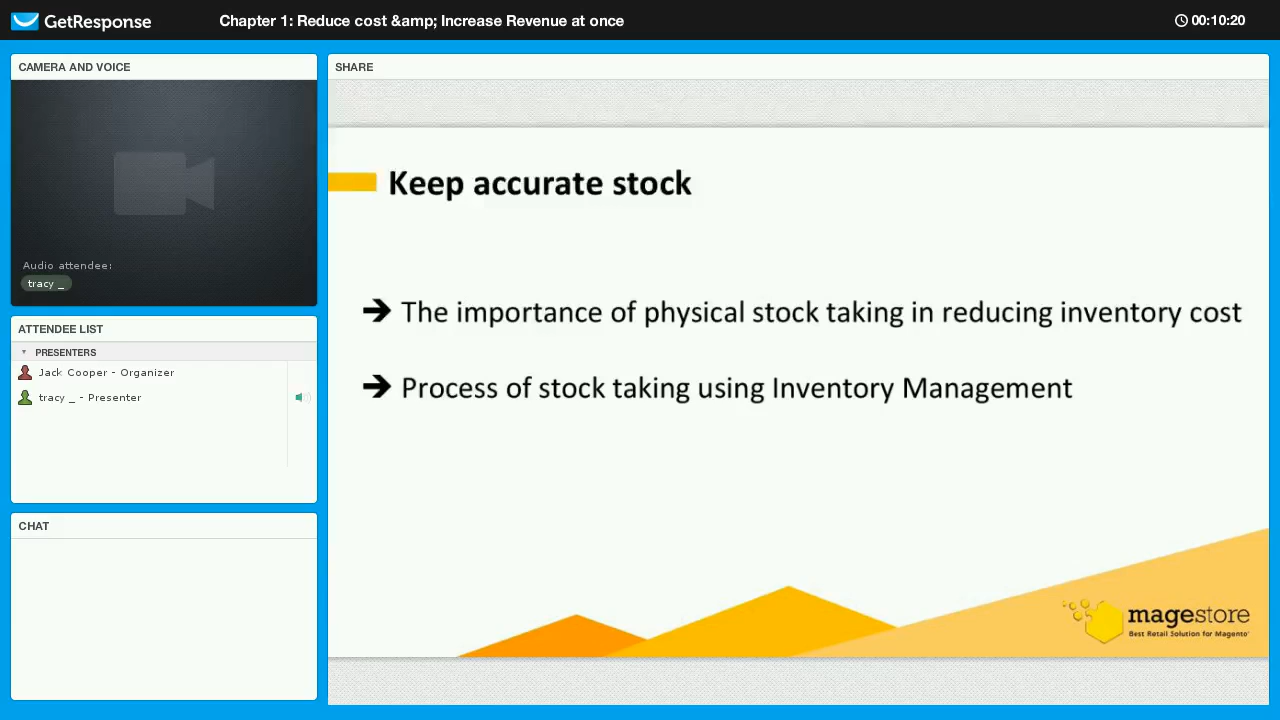 GetResponse
Chapter 1: Reduce cost &amp; Increase Revenue at once
00:10:20
CAMERA AND VOICE
Audio attendee:
tracy _
ATTENDEE LIST
PRESENTERS
Jack Cooper - Organizer
tracy _ - Presenter
CHAT
SHARE
Keep accurate stock
➔ The importance of physical stock taking in reducing inventory cost
➔ Process of stock taking using Inventory Management
magestore
Best Retail Solution for Magento